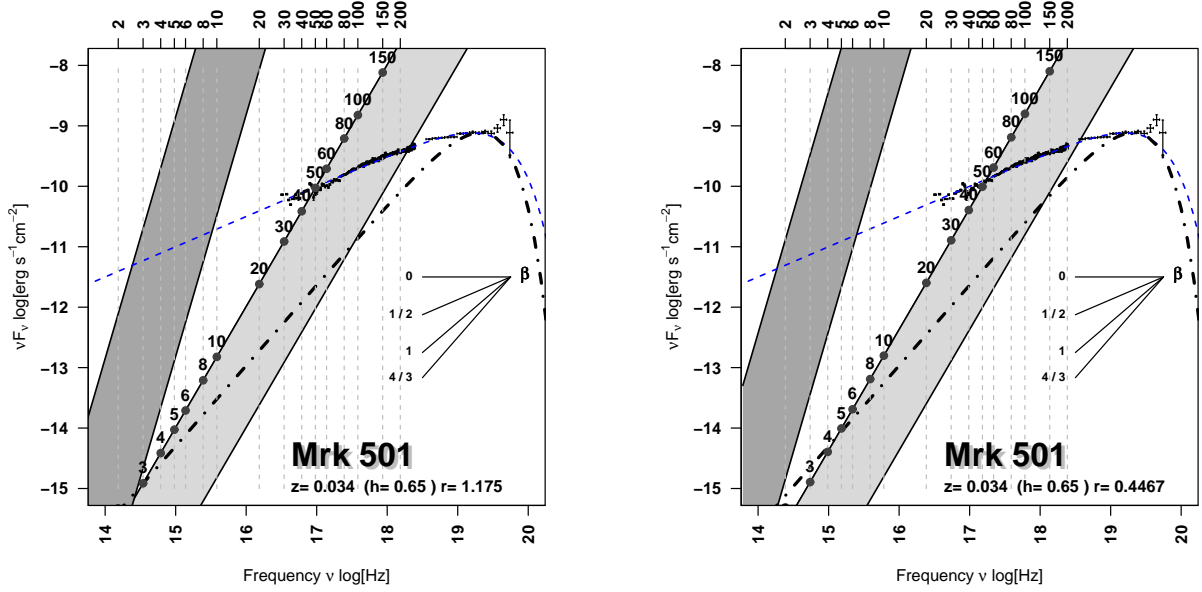 2 3 4 5 6 8 10 20 30 40 50 60 80 100 150 200
−8
−9
−10
−11
−12
−13
−14
−15
νFν log[erg s−1cm−2]
150
100
80
60
50
40
30
20
10
8
6
5
4
3
0
β
1 / 2
1
4 / 3
Mrk 501
z= 0.034 (h= 0.65 ) r= 1.175
14 15 16 17 18 19 20
Frequency ν log[Hz]
2 3 4 5 6 8 10 20 30 40 50 60 80 100 150 200
−8
−9
−10
−11
−12
−13
−14
−15
νFν log[erg s−1cm−2]
150
100
80
60
50
40
30
20
10
8
6
5
4
3
0
β
1 / 2
1
4 / 3
Mrk 501
z= 0.034 (h= 0.65 ) r= 0.4467
14 15 16 17 18 19 20
Frequency ν log[Hz]